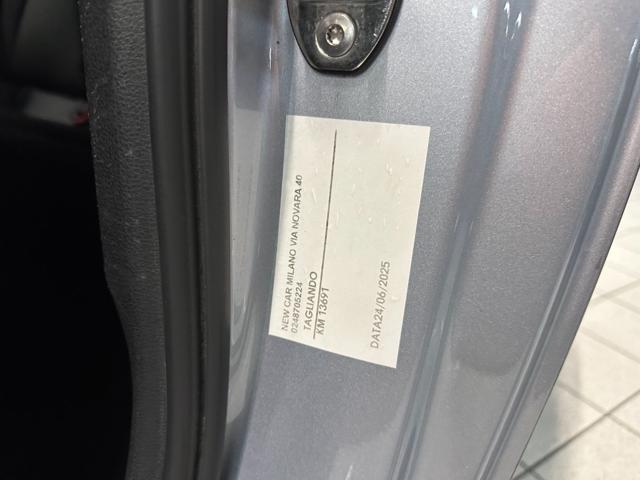 NEW CAR MILANO VIA NOVARA 40
0248705224
TAGLIANDO
KM 13691
DATA24/06/2025